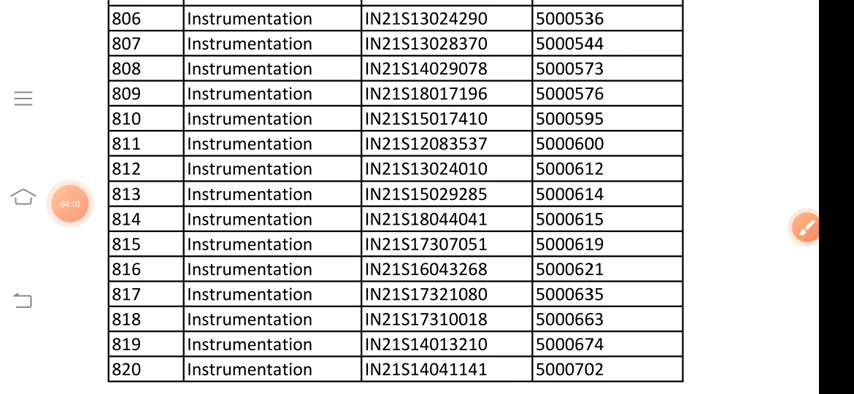 806 Instrumentation IN21S13024290 5000536
807 Instrumentation IN21S13028370 5000544
808 Instrumentation IN21S14029078 5000573
809 Instrumentation IN21S18017196 5000576
810 Instrumentation IN21S15017410 5000595
811 Instrumentation IN21S12083537 5000600
812 Instrumentation IN21S13024010 5000612
813 Instrumentation IN21S15029285 5000614
04:10
814 Instrumentation IN21S18044041 5000615
815 Instrumentation IN21S17307051 5000619
816 Instrumentation IN21S16043268 5000621
817 Instrumentation IN21S17321080 5000635
818 Instrumentation IN21S17310018 5000663
819 Instrumentation IN21S14013210 5000674
820 Instrumentation IN21S14041141 5000702